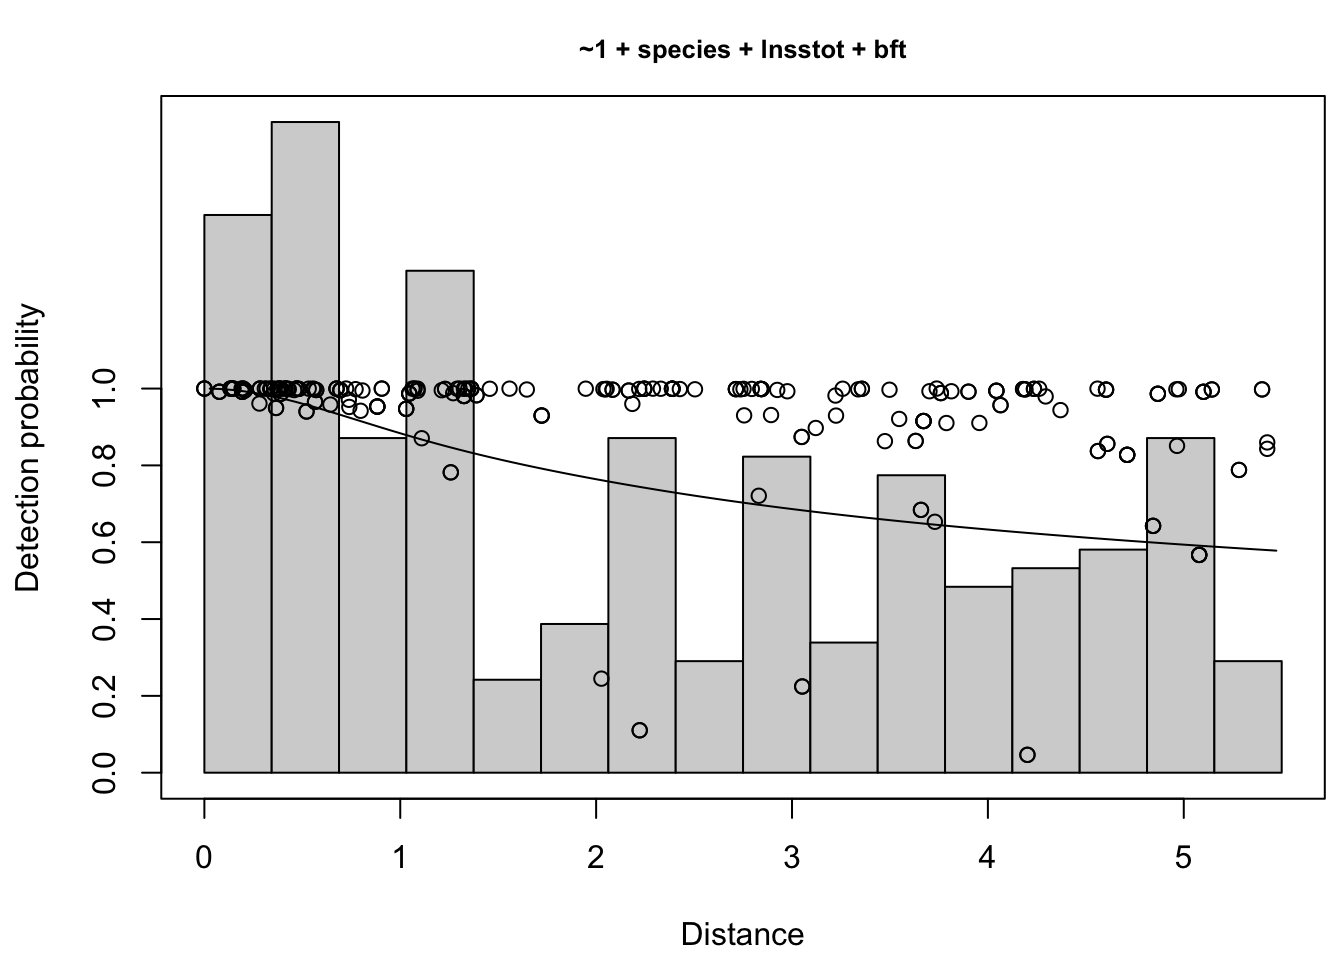 ~1 + species + lnsstot + bft
Detection probability
1.0
0.8
0.6
0.4
0.2
0.0
0 1 2 3 4 5
Distance